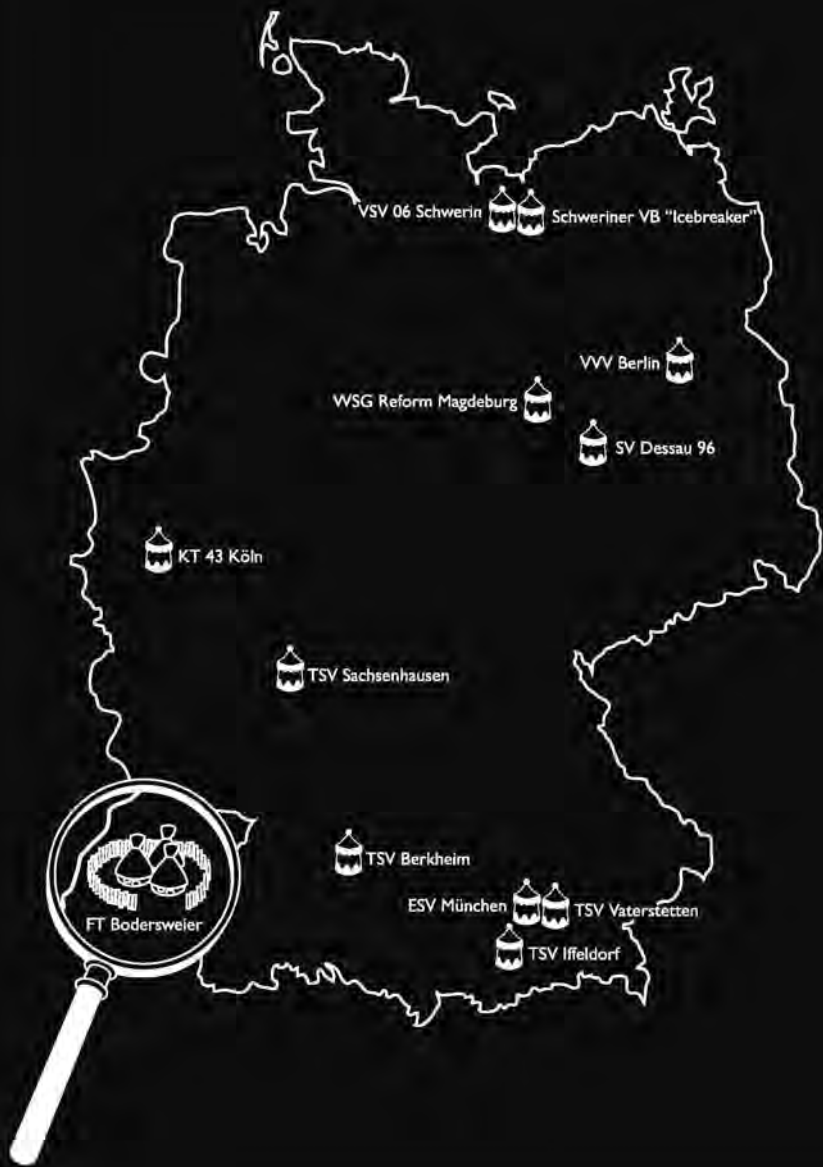 VSV 06 Schwerin
Schweriner VB "Icebreaker"
VVV Berlin
WSG Reform Magdeburg
SV Dessau 96
KT 43 Köln
TSV Sachsenhausen
TSV Berkheim
ESV München
TSV Vaterstetten
FT Bodersweier
TSV Iffeldorf